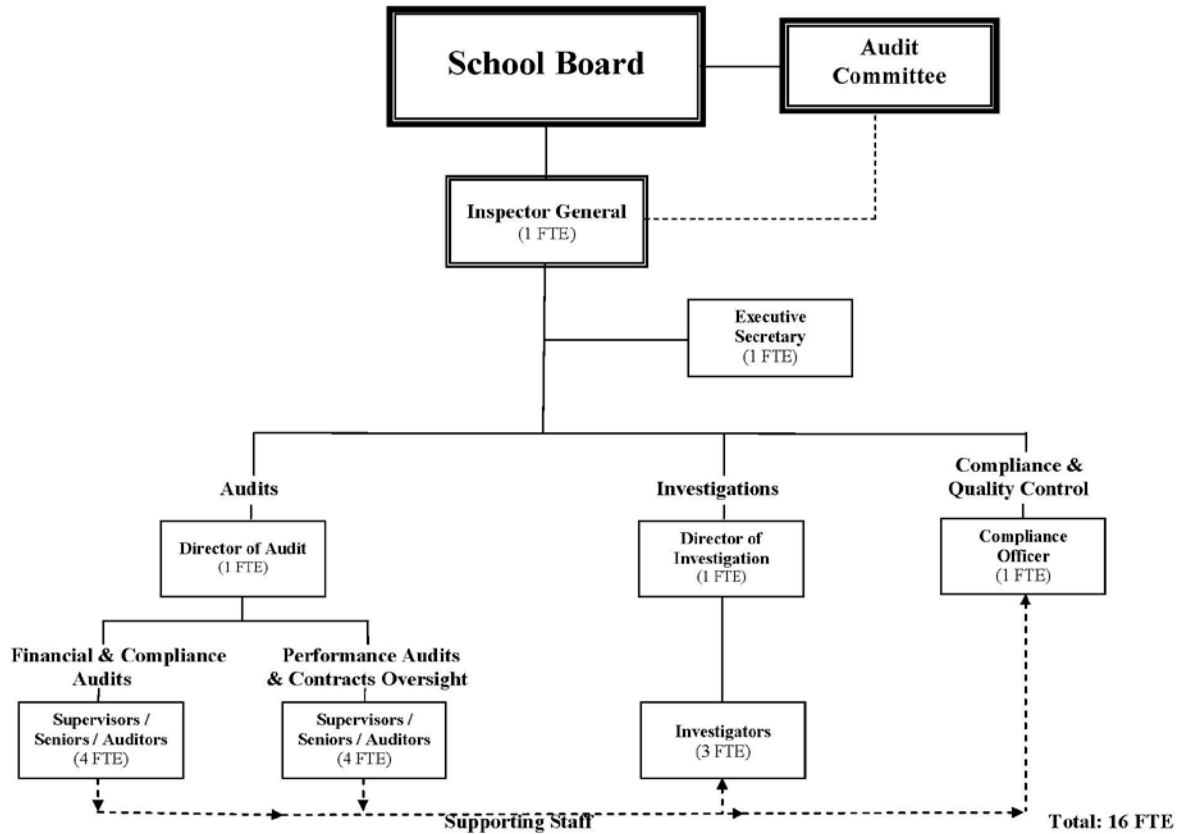 School Board
Audit
Committee
Inspector General
(1 FTE)
Executive
Secretary
(1 FTE)
Audits
Investigations
Compliance &
Quality Control
Director of Audit
(1 FTE)
Director of
Investigation
(1 FTE)
Compliance
Officer
(1 FTE)
Financial & Compliance
Audits
Performance Audits
& Contracts Oversight
Supervisors /
Seniors / Auditors
(4 FTE)
Supervisors /
Seniors / Auditors
(4 FTE)
Investigators
(3 FTE)
Supporting Staff
Total: 16 FTE